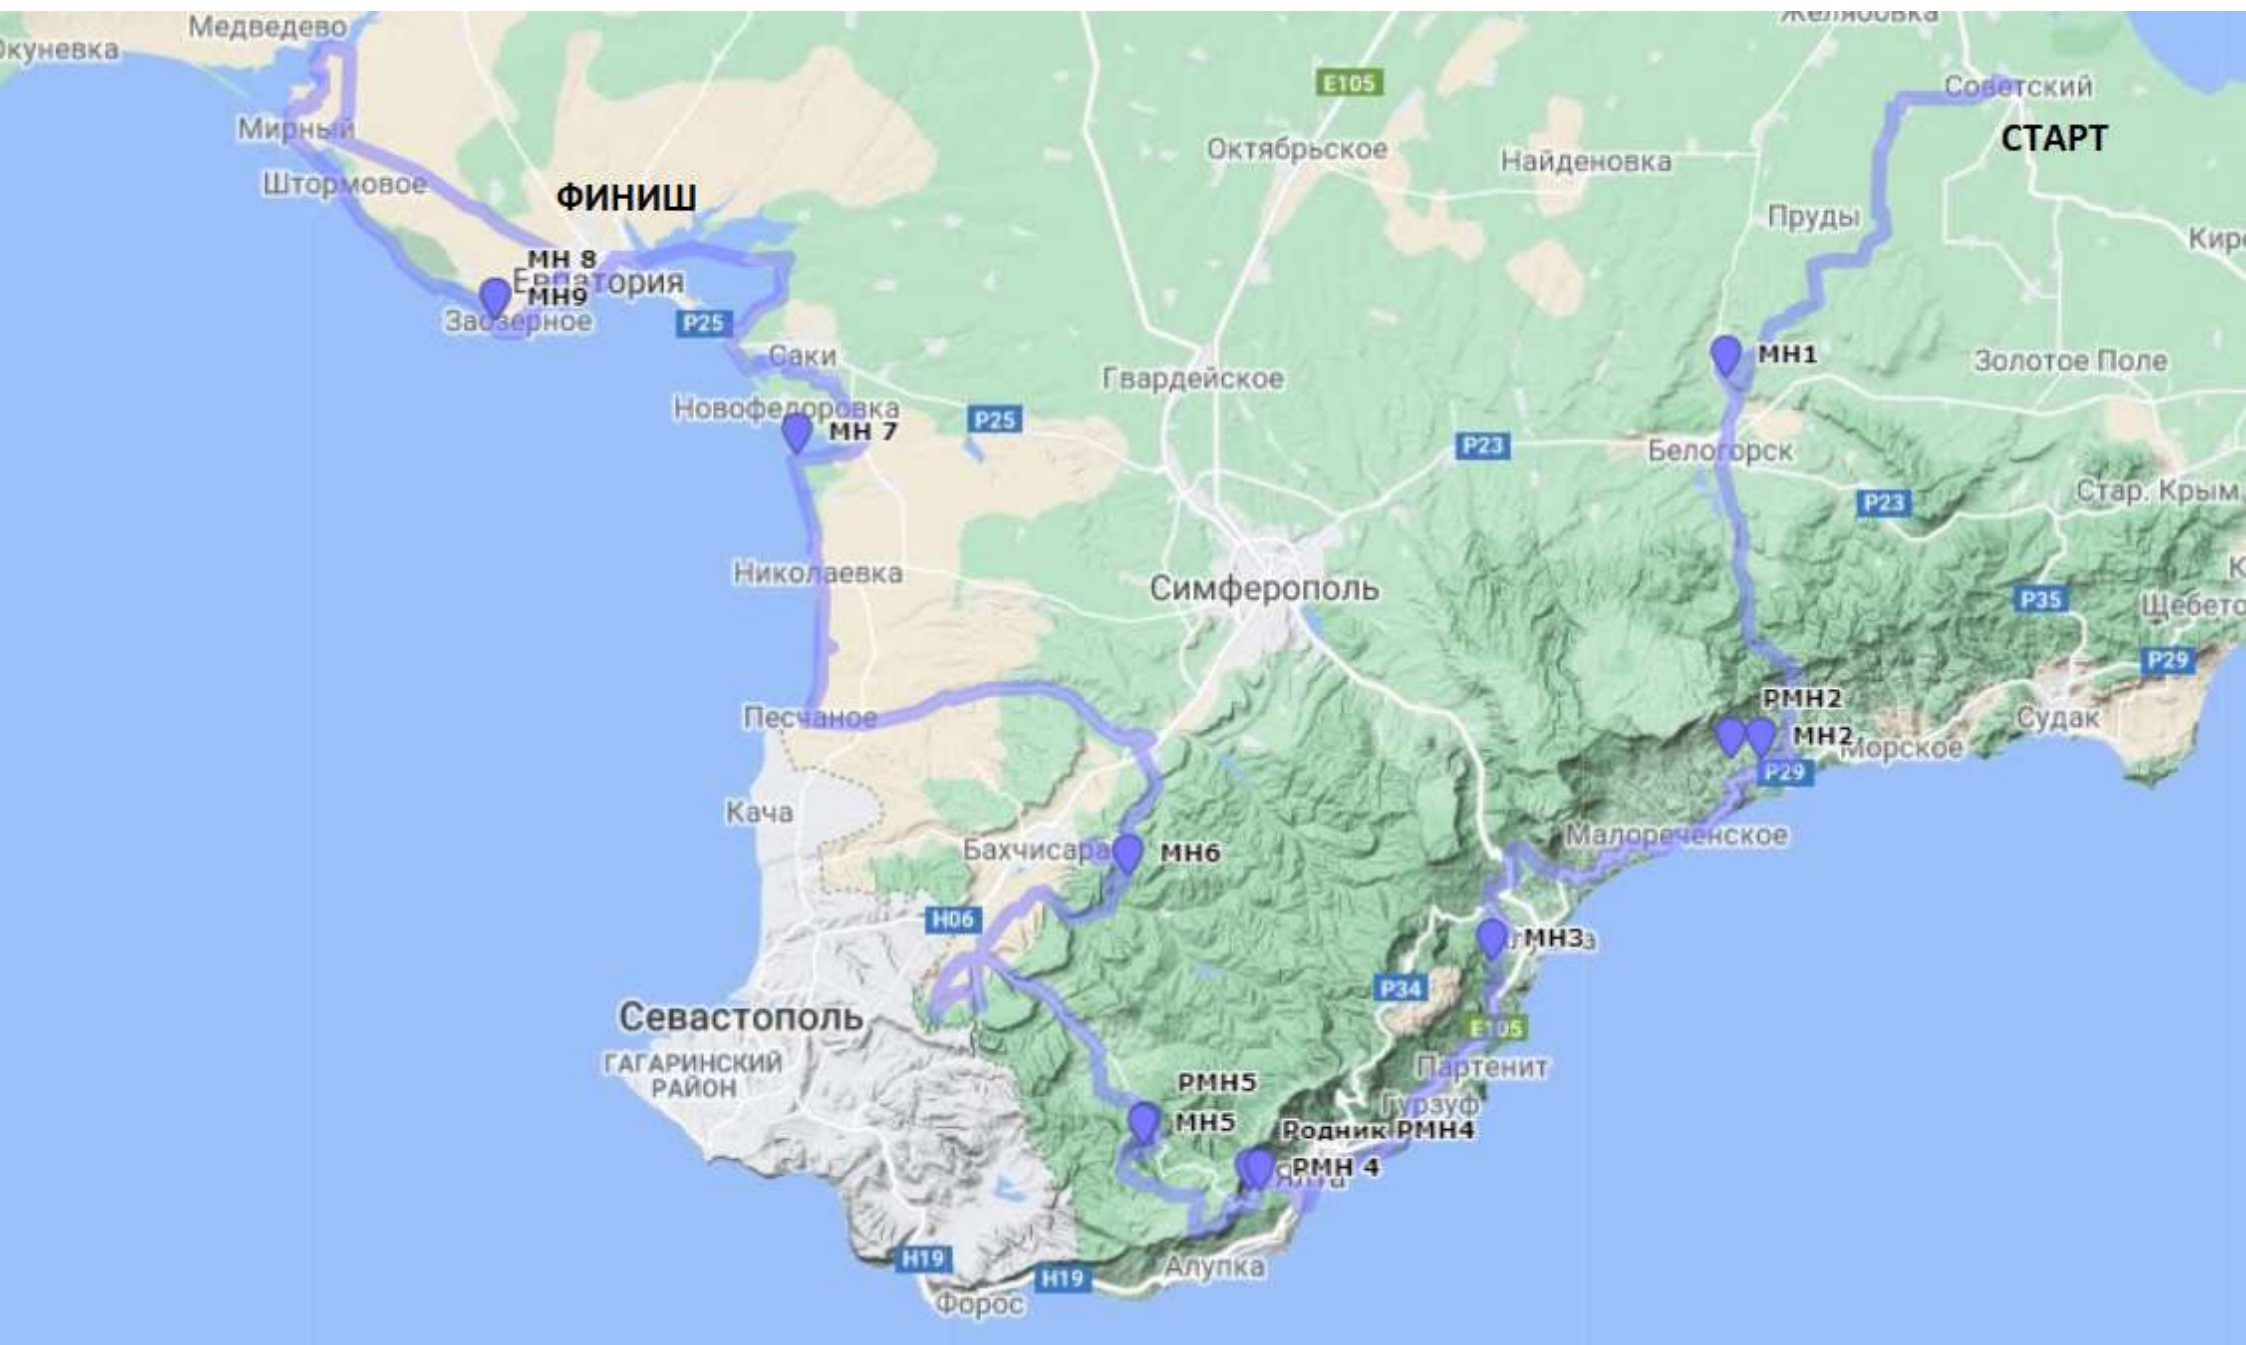 Медведево
Желябовка
Окуневка
E105
Советский
СТАРТ
Мирный
Октябрьское
Найденовка
Штормовое
ФИНИШ
Пруды
МН 8
Евпатория
МН9
Заозерное
P25
Саки
МН1
Золотое Поле
Гвардейское
Новофедоровка
МН 7
P25
P23
Белогорск
P23
Стар. Крым
Николаевка
Симферополь
P35
P29
РМН2
Судак
Песчаное
МН2
Морское
P29
Кача
Малореченское
Бахчисара
МН6
H06
МН3
P34
Севастополь
E105
ГАГАРИНСКИЙ
РАЙОН
Партенит
РМН5
Гурзуф
МН5
Родник РМН4
РМН 4
Ялта
H19
H19
Алупка
Форос